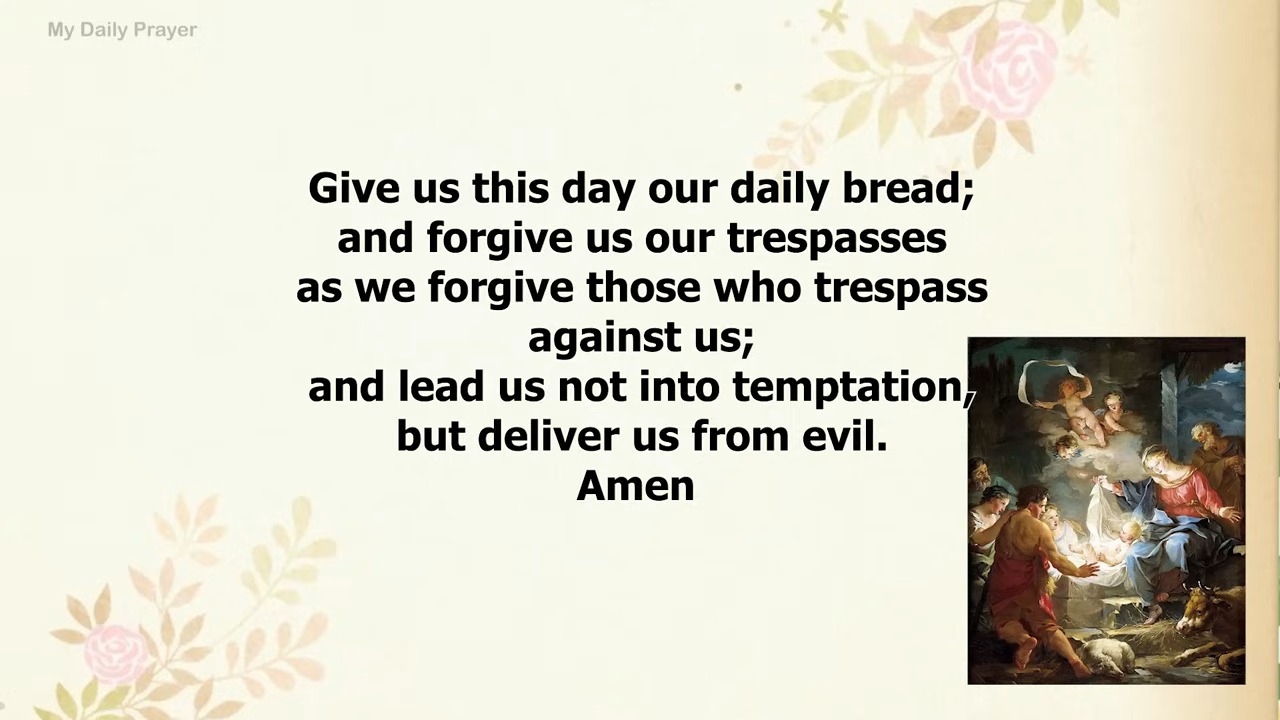 My Daily Prayer
Give us this day our daily bread;
and forgive us our trespasses
as we forgive those who trespass
against us;
and lead us not into temptation,
but deliver us from evil.
Amen